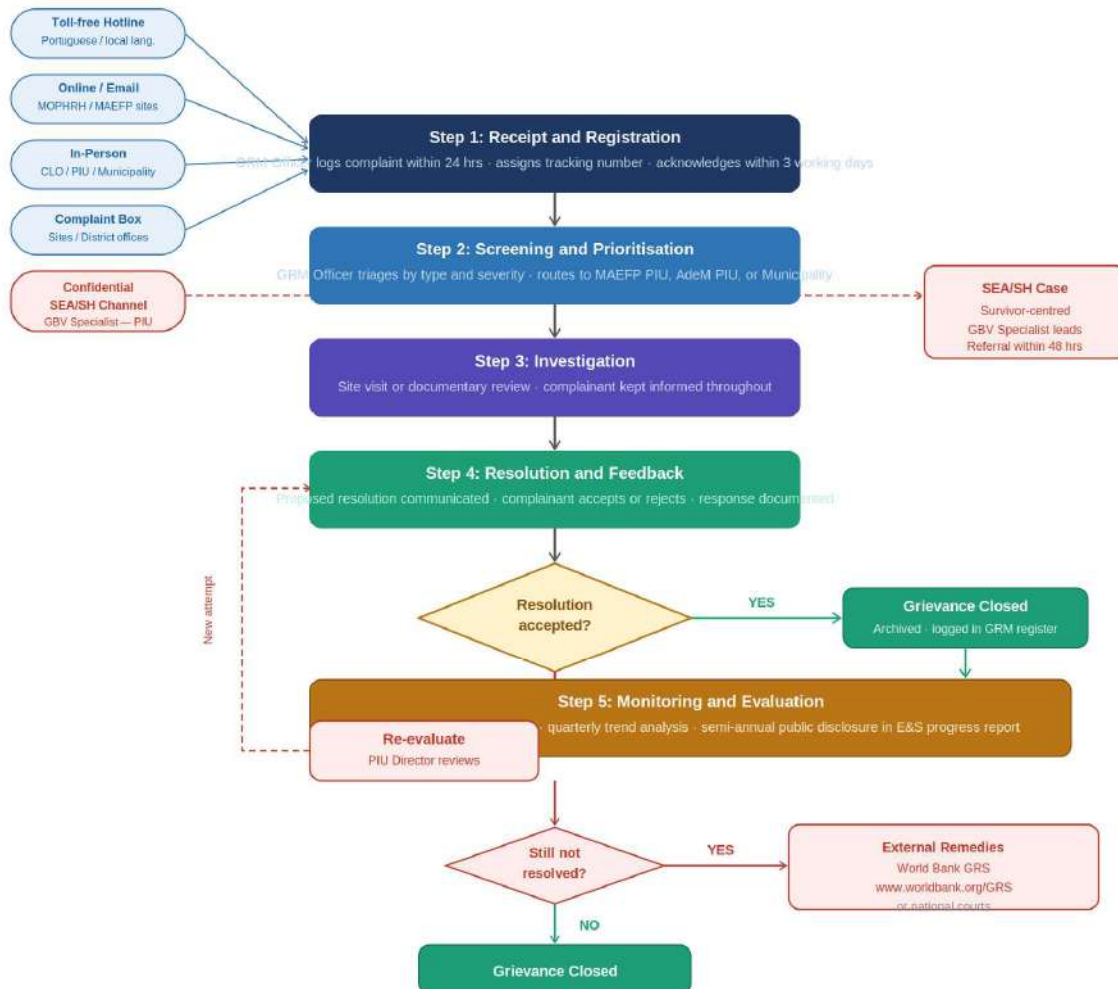 Toll-free Hotline
Portuguese / local lang.
Online / Email
MOPHRH / MAEFP sites
In-Person
CLO / PIU / Municipality
Complaint Box
Sites / District offices
Confidential
SEA/SH Channel
GBV Specialist — PIU
Step 1: Receipt and Registration
GRM Officer logs complaint within 24 hrs · assigns tracking number · acknowledges within 3 working days
Step 2: Screening and Prioritisation
GRM Officer triages by type and severity · routes to MAEFP PIU, AdeM PIU, or Municipality
SEA/SH Case
Survivor-centred
GBV Specialist leads
Referral within 48 hrs
Step 3: Investigation
Site visit or documentary review · complainant kept informed throughout
Step 4: Resolution and Feedback
Proposed resolution communicated · complainant accepts or rejects · response documented
New attempt
Resolution
accepted?
YES
Grievance Closed
Archived · logged in GRM register
Step 5: Monitoring and Evaluation
· quarterly trend analysis · semi-annual public disclosure in E&S progress report
Re-evaluate
PIU Director reviews
Still not
resolved?
YES
External Remedies
World Bank GRS
www.worldbank.org/GRS
or national courts
NO
Grievance Closed